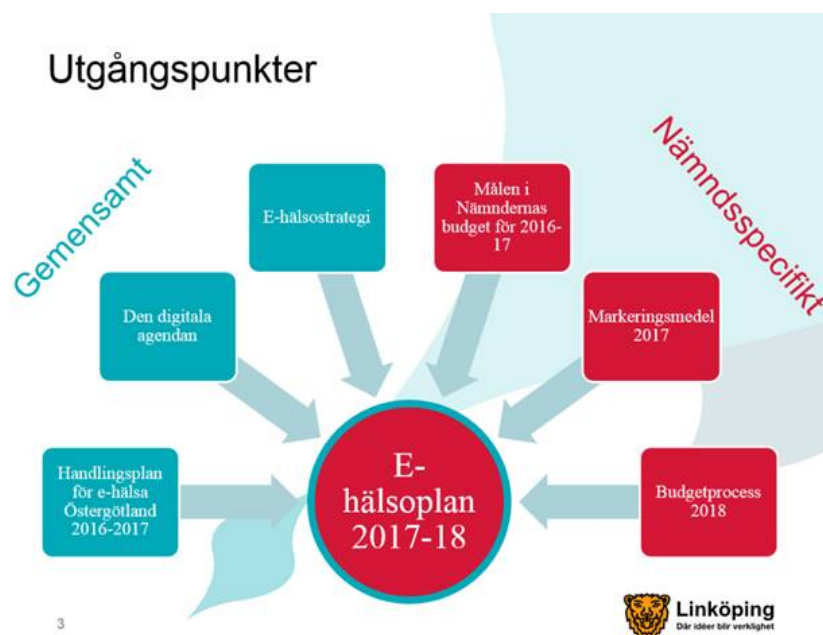 Utgångspunkter
Gemensamt
Nämndsspecifikt
E-hälsostrategi
Målen i
Nämndernas
budget för 2016-
17
Den digitala
agendan
Markeringsmedel
2017
Handlingsplan
för e-hälsa
Östergötland
2016-2017
E-
hälsoplan
2017-18
Budgetprocess
2018
3
Linköping
Där idéer blir verklighet